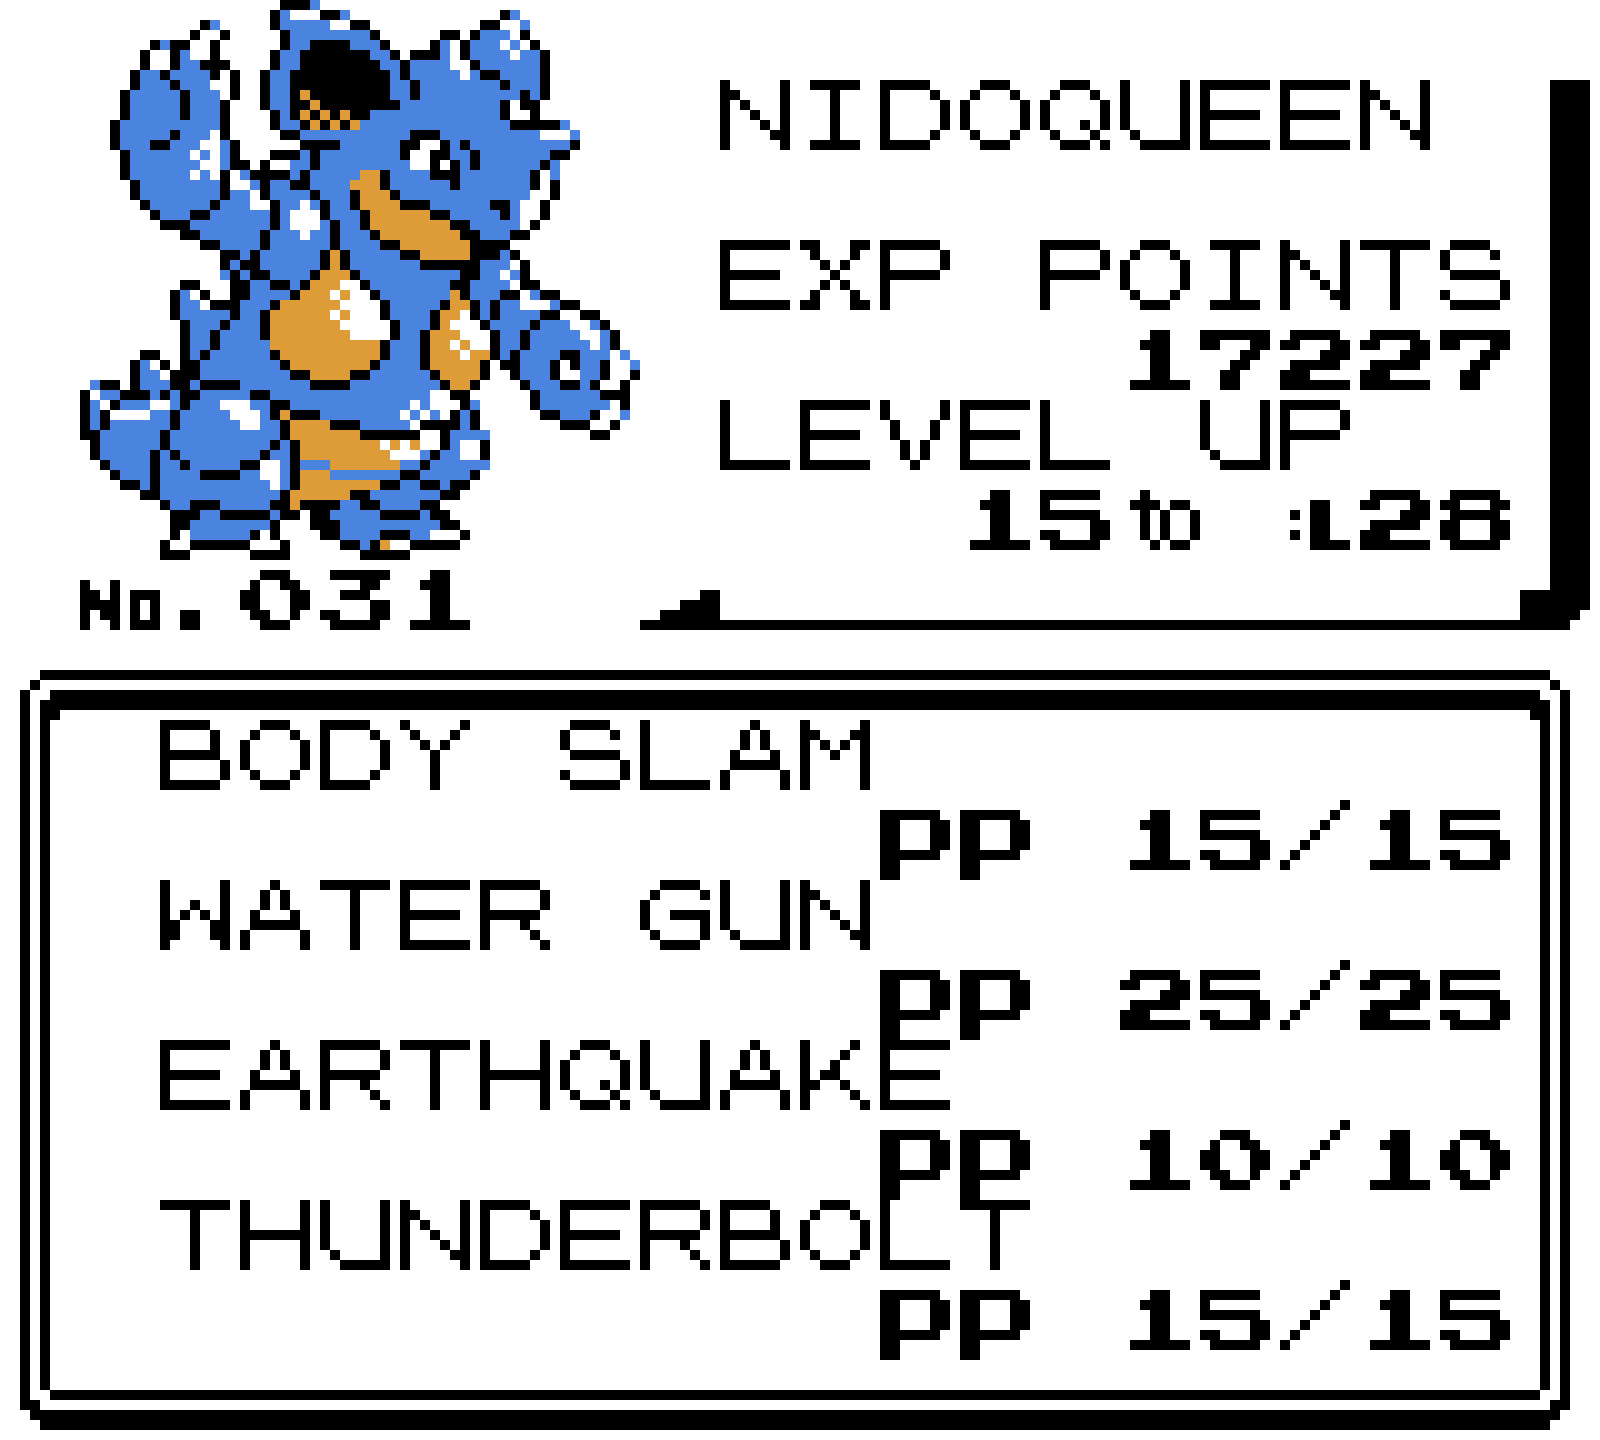 NIDOQUEEN
EXP POINTS
17227
LEVEL UP
15 to :L28
No.031
BODY SLAM
PP 15/15
WATER GUN
PP 25/25
EARTHQUAKE
PP 10/10
THUNDERBOLT
PP 15/15